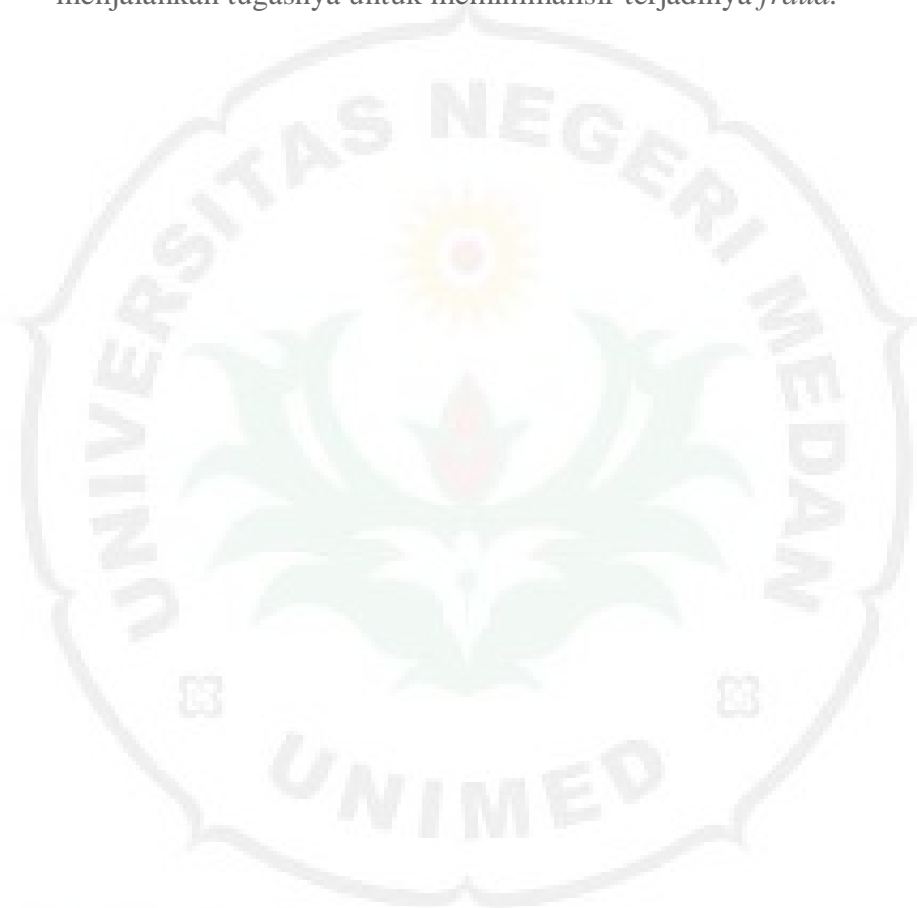 menjalankan tugasnya untuk meminimalisir terjadinya fraud.
UNIVERSITAS NEGERI MEDAN
UNIMED